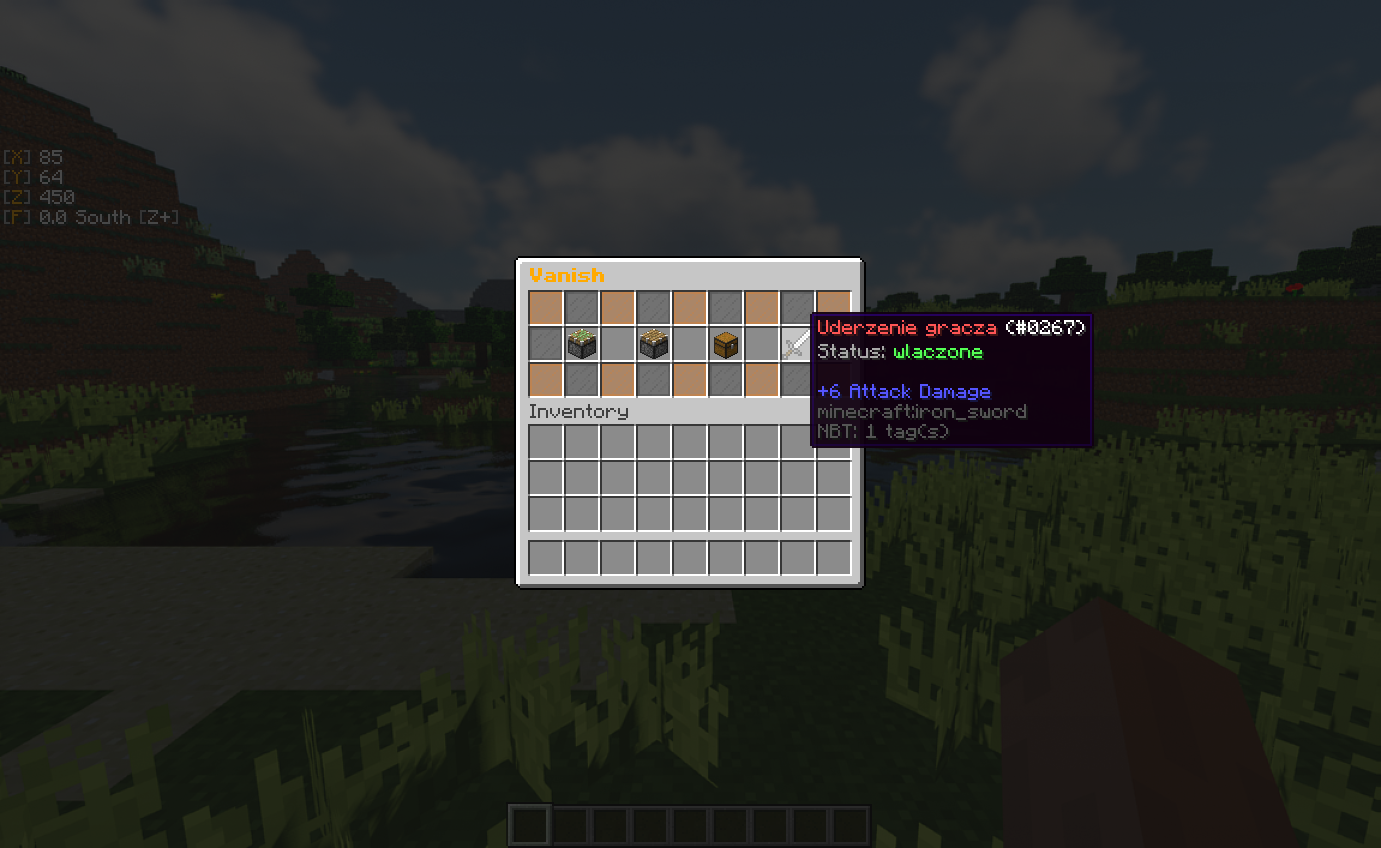 [X] 85
[Y] 64
[Z] 450
[F] 0.0 South [Z+]
Vanish
Uderzenie gracza (#0267)
Status: wlaczone
+6 Attack Damage
minecraft:iron_sword
NBT: 1 tag(s)
Inventory